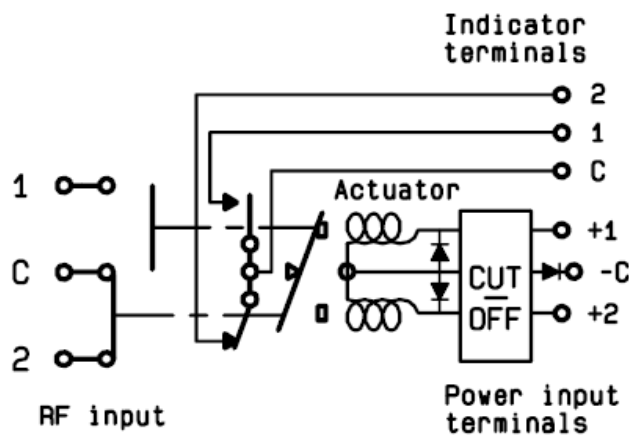 Indicator
terminals
2
1
C
1
C
2
RF input
Actuator
+1
-C
+2
CUT
OFF
Power input
terminals